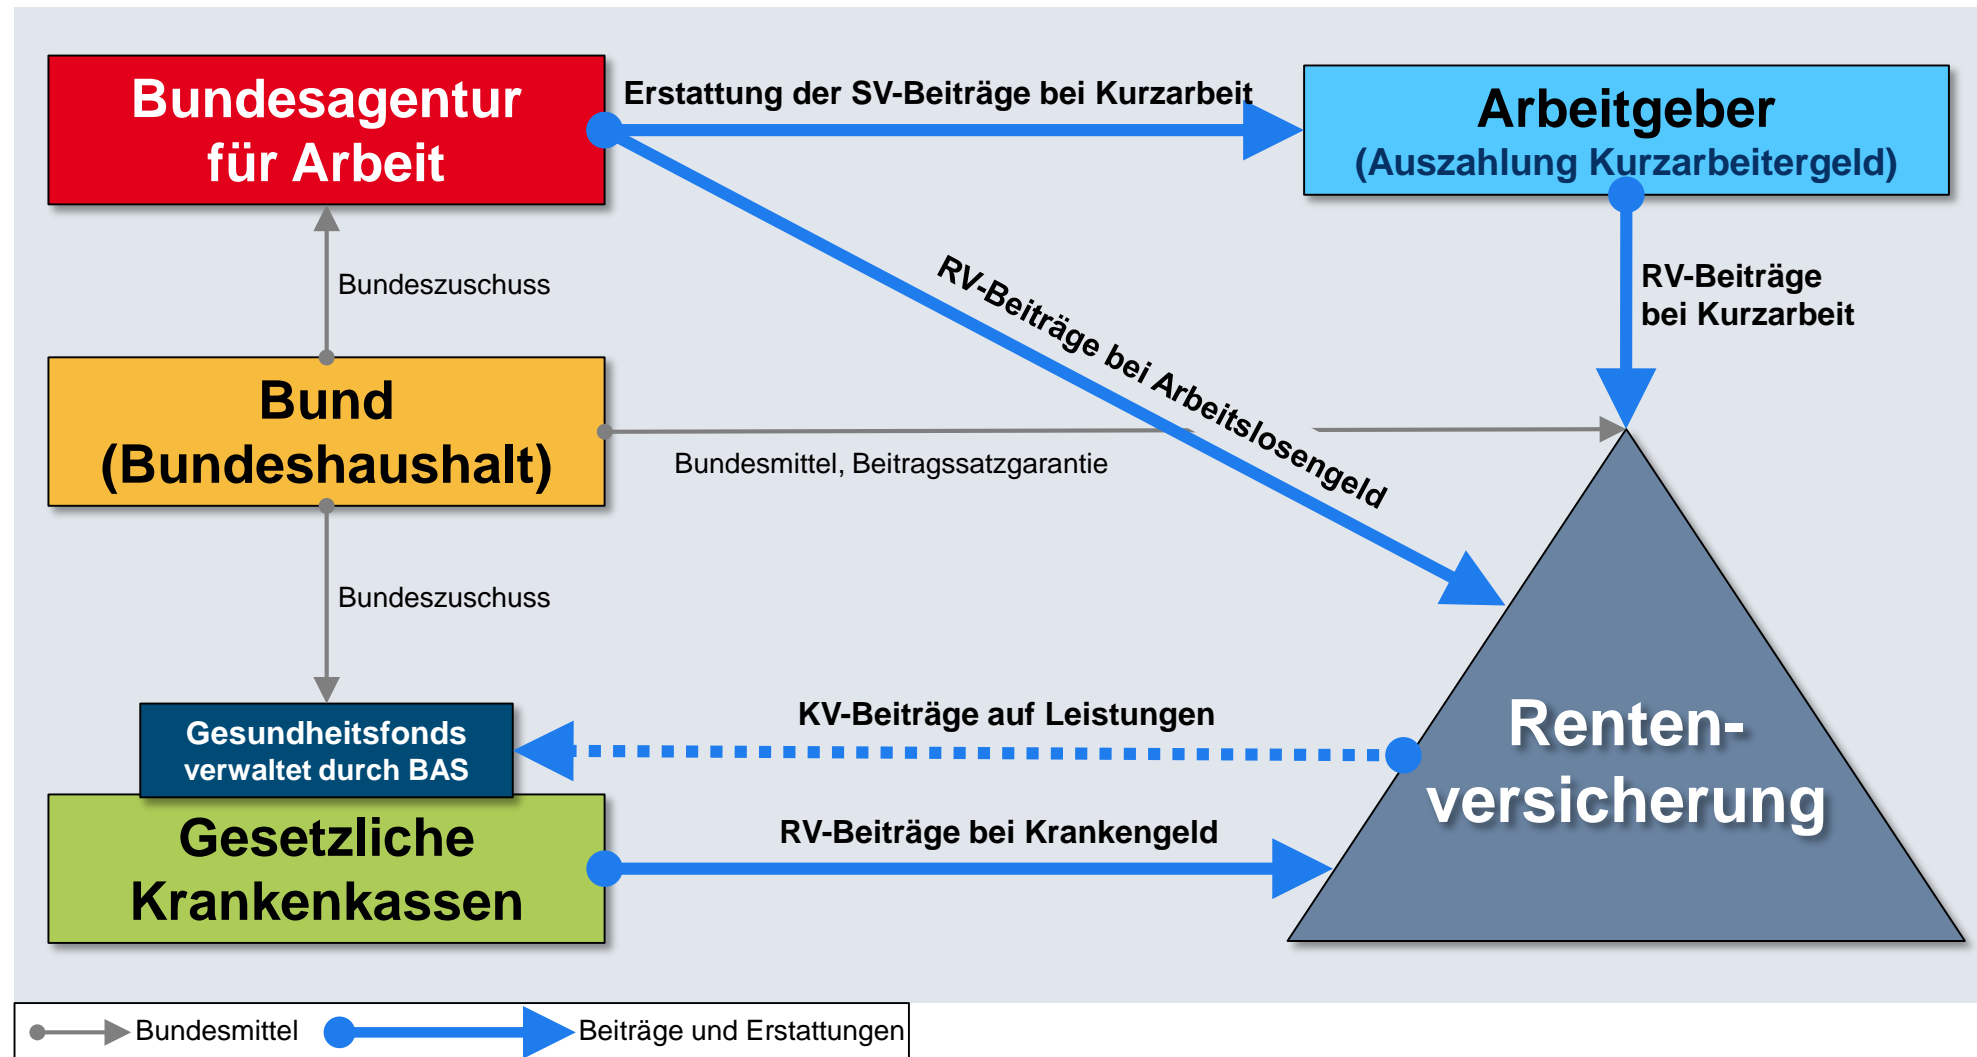 Bundesagentur
für Arbeit
Erstattung der SV-Beiträge bei Kurzarbeit
Arbeitgeber
(Auszahlung Kurzarbeitergeld)
Bundeszuschuss
RV-Beiträge bei Arbeitslosengeld
RV-Beiträge
bei Kurzarbeit
Bund
(Bundeshaushalt)
Bundesmittel, Beitragssatzgarantie
Bundeszuschuss
Gesundheitsfonds
verwaltet durch BAS
KV-Beiträge auf Leistungen
Renten-
versicherung
Gesetzliche
Krankenkassen
RV-Beiträge bei Krankengeld
Bundesmittel
Beiträge und Erstattungen